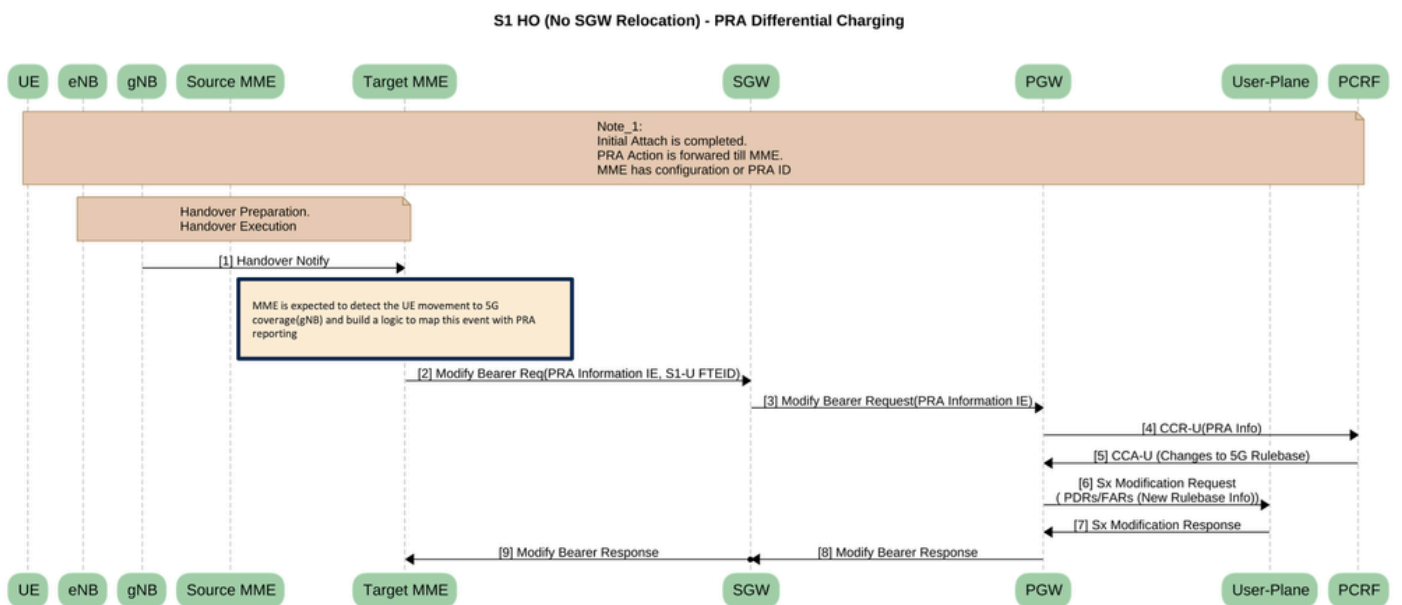 S1 HO (No SGW Relocation) - PRA Differential Charging
UE eNB gNB Source MME Target MME SGW PGW User-Plane PCRF
Note_1:
Initial Attach is completed.
PRA Action is forwared till MME.
MME has configuration or PRA ID
Handover Preparation.
Handover Execution
[1] Handover Notify
MME is expected to detect the UE movement to 5G
coverage(gNB) and build a logic to map this event with PRA
reporting
[2] Modify Bearer Req(PRA Information IE, S1-U FTEID)
[3] Modify Bearer Request(PRA Information IE)
[4] CCR-U(PRA Info)
[5] CCA-U (Changes to 5G Rulebase)
[6] Sx Modification Request
( PDRs/FARs (New Rulebase Info))
[7] Sx Modification Response
[9] Modify Bearer Response [8] Modify Bearer Response
UE eNB gNB Source MME Target MME SGW PGW User-Plane PCRF